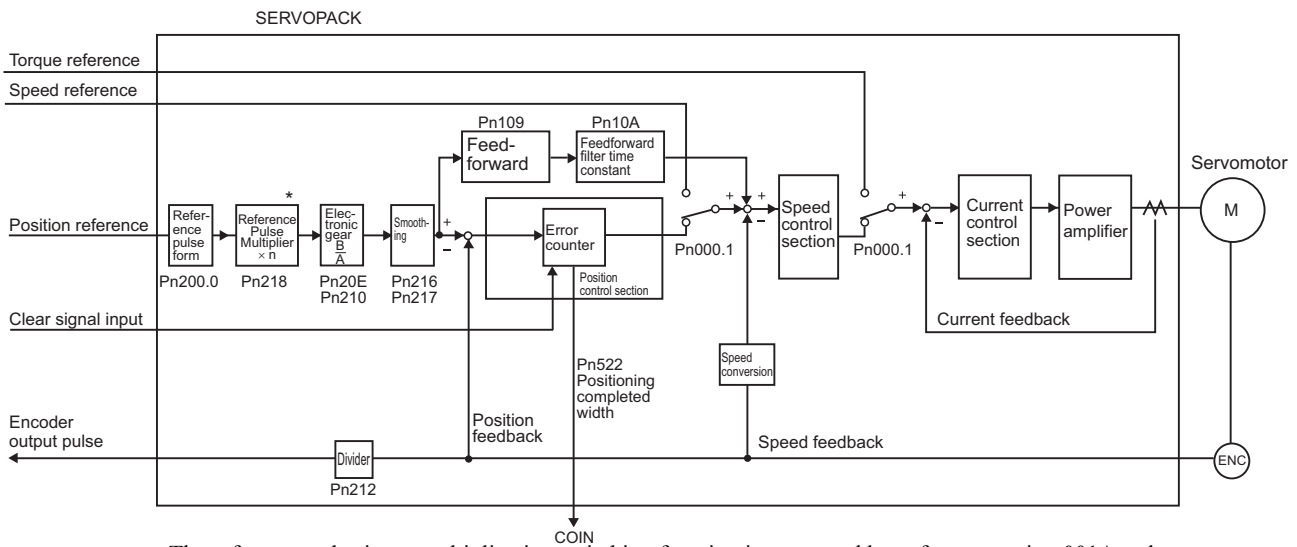 SERVOPACK
Torque reference
Speed reference
Pn109
Feed-
forward
Pn10A
Feedforward
filter time
constant
Servomotor
M
Position reference
Refer-
ence
pulse
form
Pn200.0
*
Reference
Pulse
Multiplier
× n
Pn218
Elec-
tronic
gear
B
A
Pn20E
Pn210
Smooth-
ing
Pn216
Pn217
+
−
Error
counter
Position
control section
Pn000.1
+
+
−
Speed
control
section
Pn000.1
+
−
Current
control
section
Power
amplifier
Clear signal input
Current feedback
Pn522
Positioning
completed
width
Speed
conversion
Encoder
output pulse
Position
feedback
Speed feedback
Divider
Pn212
ENC
COIN